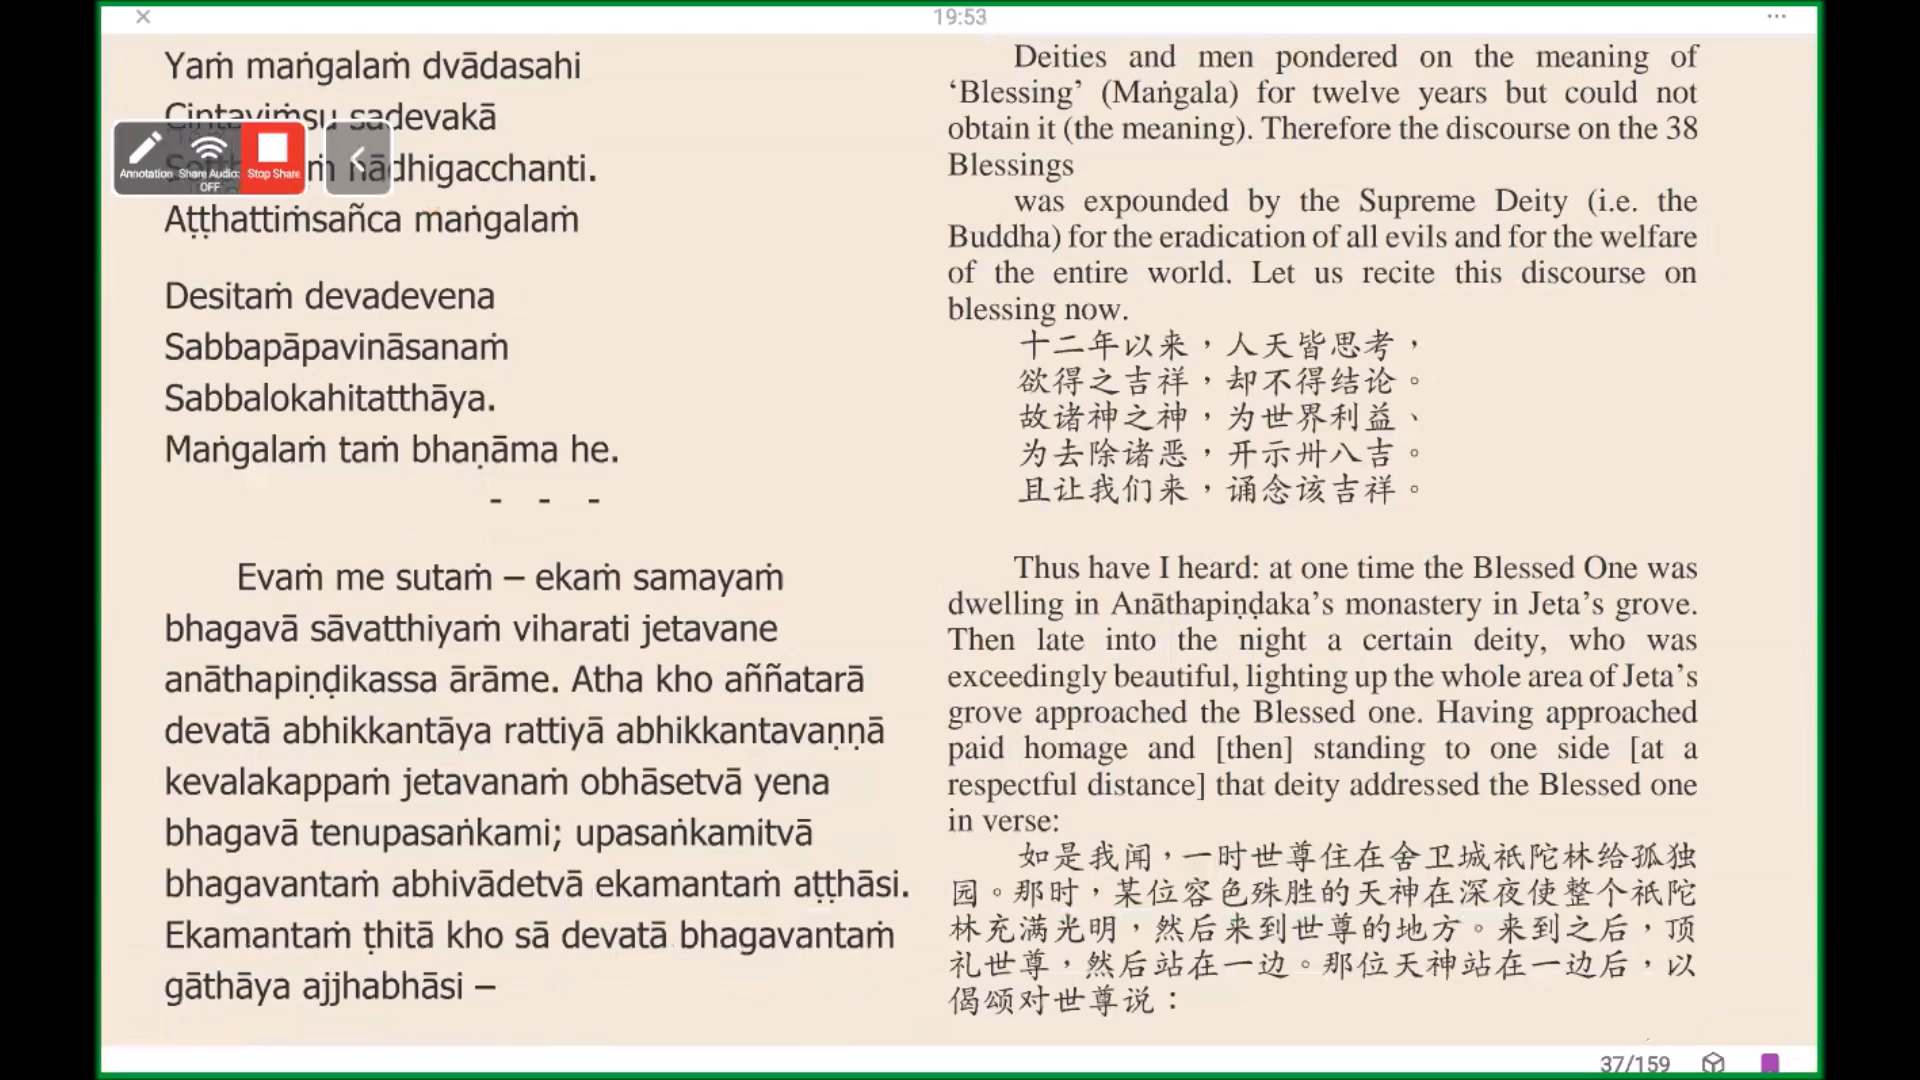 19:53
Yaṁ maṅgalaṁ dvādasahi
Cintayiṁsu sadevakā
nādhigacchanti.
Aṭṭhattiṁsañca maṅgalaṁ
Desitaṁ devadevena
Sabbapāpavināsanaṁ
Sabbalokahitatthāya.
Maṅgalaṁ taṁ bhaṇāma he.
- - -
Evaṁ me sutaṁ – ekaṁ samayaṁ
bhagavā sāvatthiyaṁ viharati jetavane
anāthapiṇḍikassa ārāme. Atha kho aññatarā
devatā abhikkantāya rattiyā abhikkantavaṇṇā
kevalakappaṁ jetavanaṁ obhāsetvā yena
bhagavā tenupasaṅkami; upasaṅkamitvā
bhagavantaṁ abhivādetvā ekamantaṁ aṭṭhāsi.
Ekamantaṁ ṭhitā kho sā devatā bhagavantaṁ
gāthāya ajjhabhāsi –
Annotation
Share Audio:
OFF
Stop Share
Deities and men pondered on the meaning of
‘Blessing’ (Maṅgala) for twelve years but could not
obtain it (the meaning). Therefore the discourse on the 38
Blessings
was expounded by the Supreme Deity (i.e. the
Buddha) for the eradication of all evils and for the welfare
of the entire world. Let us recite this discourse on
blessing now.
十二年以来，人天皆思考，
欲得之吉祥，却不得结论。
故诸神之神，为世界利益、
为去除诸恶，开示卅八吉。
且让我们来，诵念该吉祥。
Thus have I heard: at one time the Blessed One was
dwelling in Anāthapiṇḍaka’s monastery in Jeta’s grove.
Then late into the night a certain deity, who was
exceedingly beautiful, lighting up the whole area of Jeta’s
grove approached the Blessed one. Having approached
paid homage and [then] standing to one side [at a
respectful distance] that deity addressed the Blessed one
in verse:
如是我闻，一时世尊住在舍卫城祇陀林给孤独
园。那时，某位容色殊胜的天神在深夜使整个祇陀
林充满光明，然后来到世尊的地方。来到之后，顶
礼世尊，然后站在一边。那位天神站在一边后，以
偈颂对世尊说：
37/159